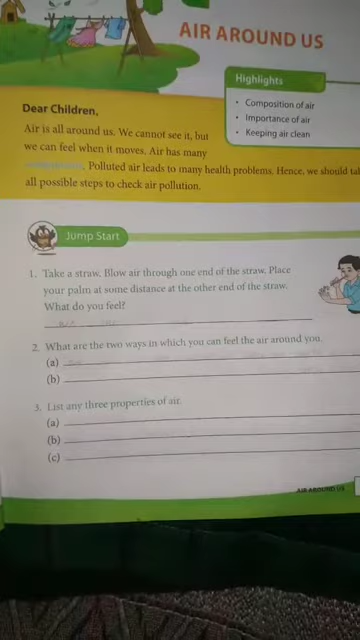 AIR AROUND US
Highlights
• Composition of air
• Importance of air
• Keeping air clean
Dear Children,
Air is all around us. We cannot see it, but
we can feel when it moves. Air has many
. Polluted air leads to many health problems. Hence, we should tak
all possible steps to check air pollution.
Jump Start
1. Take a straw. Blow air through one end of the straw. Place
your palm at some distance at the other end of the straw.
What do you feel?
2. What are the two ways in which you can feel the air around you.
(a)
(b)
3. List any three properties of air.
(a)
(b)
(c)
AIR AROUND US